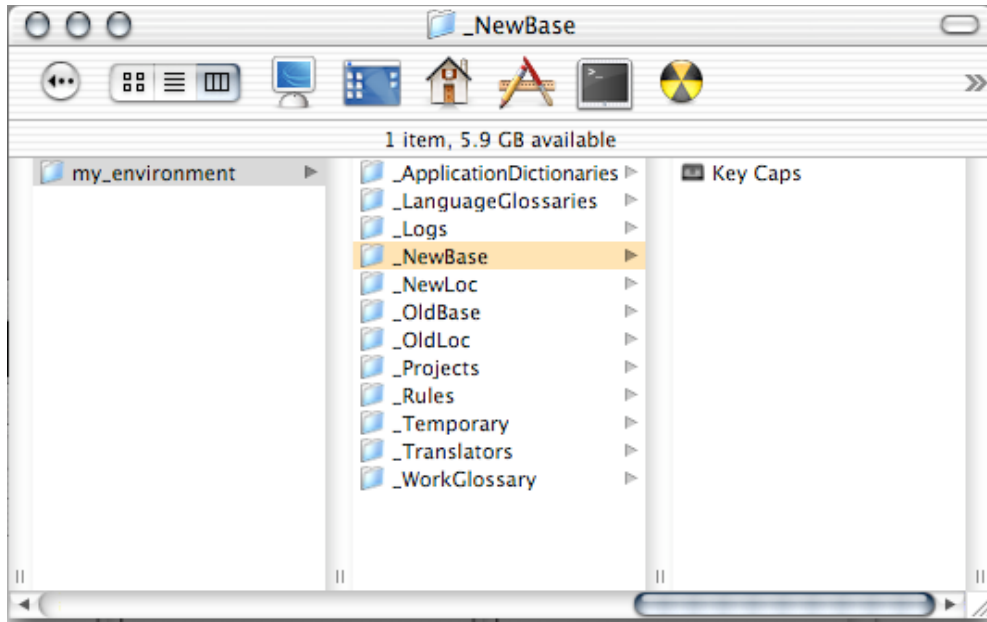 _NewBase
1 item, 5.9 GB available
my_environment
_ApplicationDictionaries
_LanguageGlossaries
_Logs
_NewBase
_NewLoc
_OldBase
_OldLoc
_Projects
_Rules
_Temporary
_Translators
_WorkGlossary
Key Caps